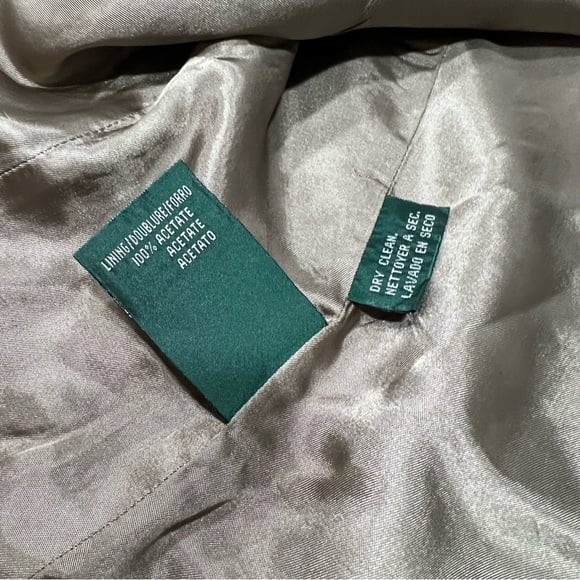 LINING/DOUBLURE/FORRO
100% ACETATE
ACETATE
ACETATO
DRY CLEAN.
NETTOYER A SEC.
LAVADO EN SECO